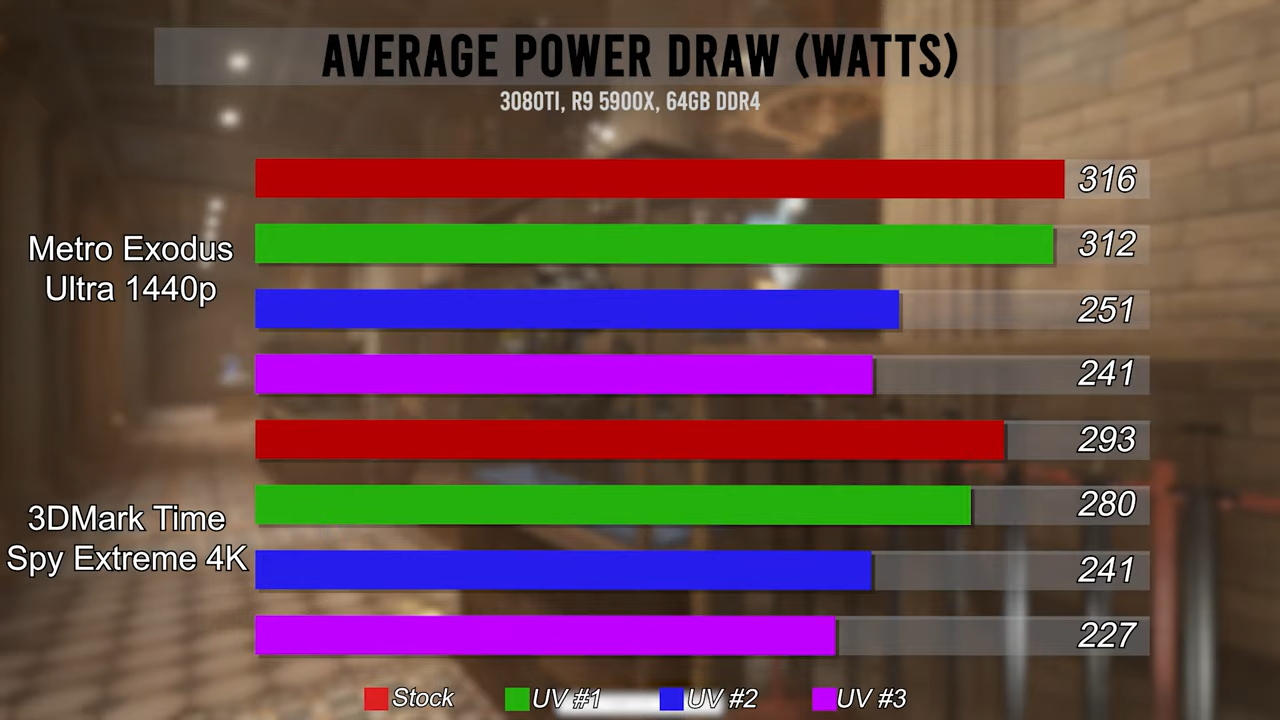 AVERAGE POWER DRAW (WATTS)
3080TI, R9 5900X, 64GB DDR4
Metro Exodus
Ultra 1440p
316
312
251
241
3DMark Time
Spy Extreme 4K
293
280
241
227
Stock
UV #1
UV #2
UV #3